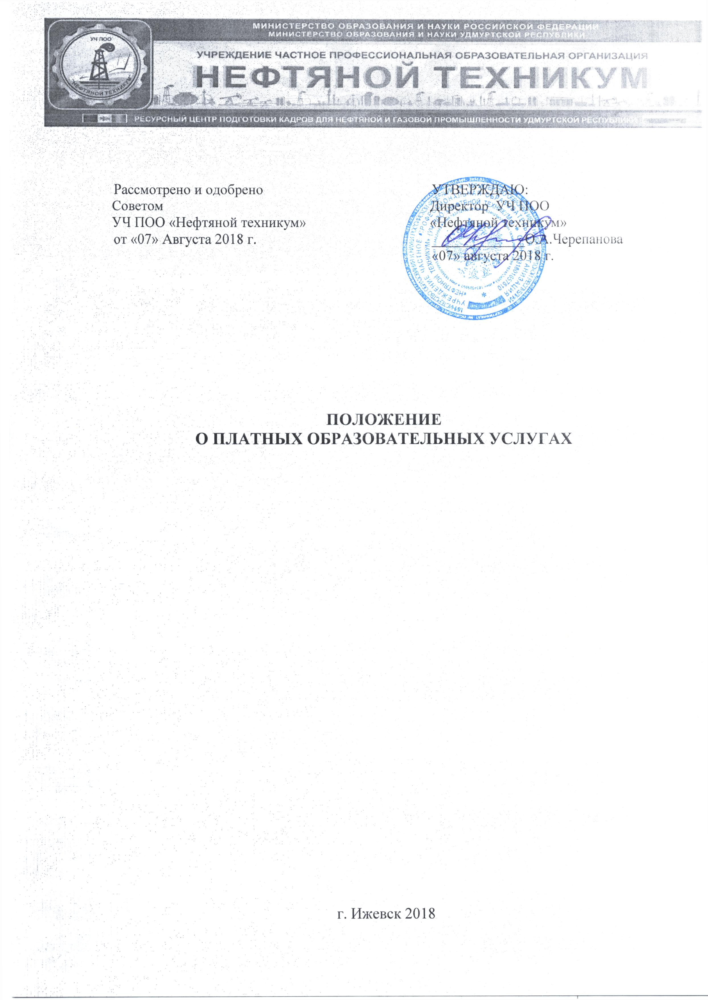 МИНИСТЕРСТВО ОБРАЗОВАНИЯ И НАУКИ РОССИЙСКОЙ ФЕДЕРАЦИИ
МИНИСТЕРСТВО ОБРАЗОВАНИЯ И НАУКИ УДМУРТСКОЙ РЕСПУБЛИКИ
УЧ ПОО
"НЕФТЯНОЙ ТЕХНИКУМ"
УЧРЕЖДЕНИЕ ЧАСТНОЕ ПРОФЕССИОНАЛЬНАЯ ОБРАЗОВАТЕЛЬНАЯ ОРГАНИЗАЦИЯ
НЕФТЯНОЙ ТЕХНИКУМ
РЕСУРСНЫЙ ЦЕНТР ПОДГОТОВКИ КАДРОВ ДЛЯ НЕФТЯНОЙ И ГАЗОВОЙ ПРОМЫШЛЕННОСТИ УДМУРТСКОЙ РЕСПУБЛИКИ
Рассмотрено и одобрено
Советом
УЧ ПОО «Нефтяной техникум»
от «07» Августа 2018 г.
УТВЕРЖДАЮ:
Директор УЧ ПОО
«Нефтяной техникум»
О.А.Черепанова
«07» августа 2018 г.
ПОЛОЖЕНИЕ
О ПЛАТНЫХ ОБРАЗОВАТЕЛЬНЫХ УСЛУГАХ
г. Ижевск 2018